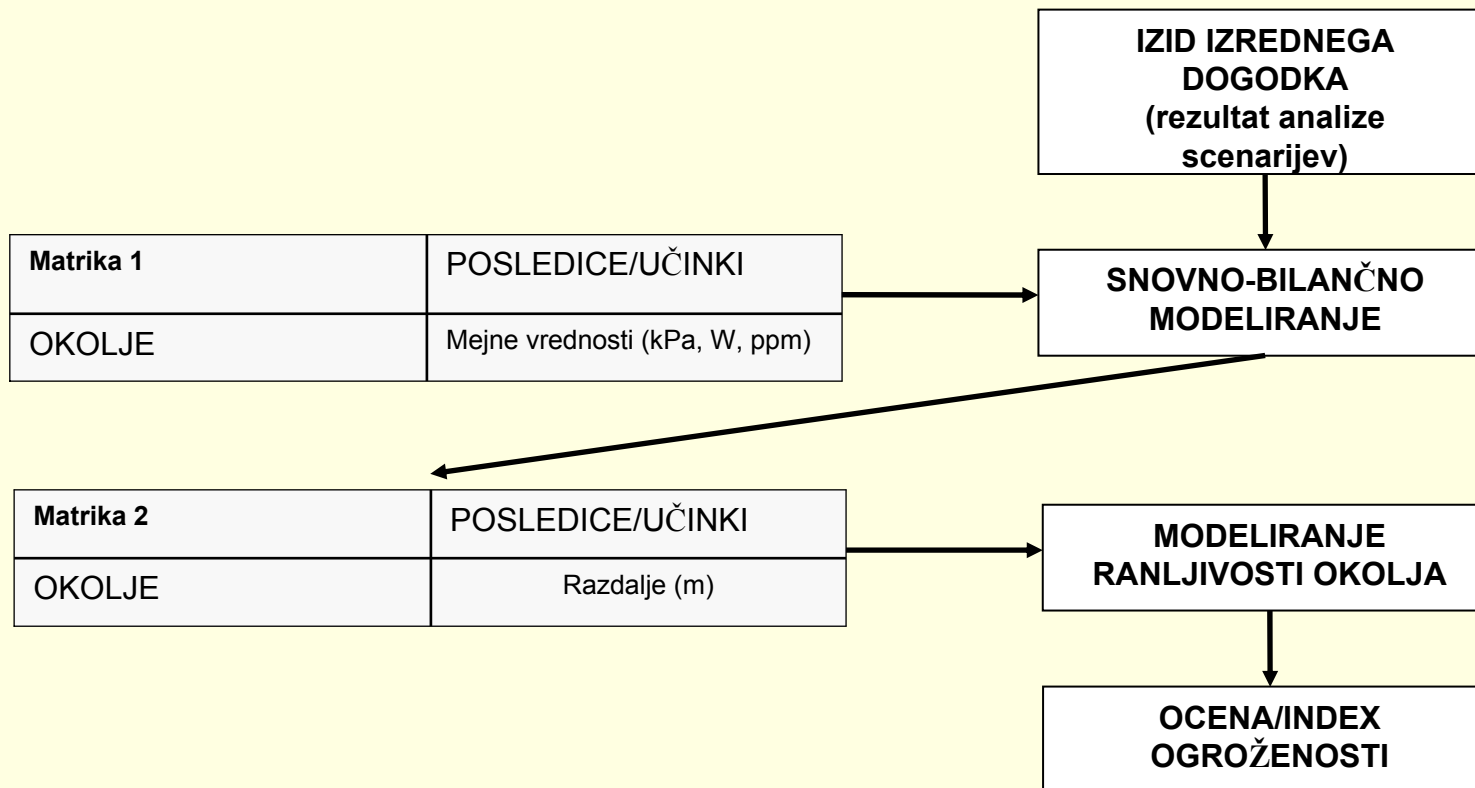 IZID IZREDNEGA
DOGODKA
(rezultat analize
scenarijev)
Matrika 1
POSLEDICE/UČINKI
OKOLJE
Mejne vrednosti (kPa, W, ppm)
SNOVNO-BILANČNO
MODELIRANJE
Matrika 2
POSLEDICE/UČINKI
OKOLJE
Razdalje (m)
MODELIRANJE
RANLJIVOSTI OKOLJA
OCENA/INDEX
OGROŽENOSTI